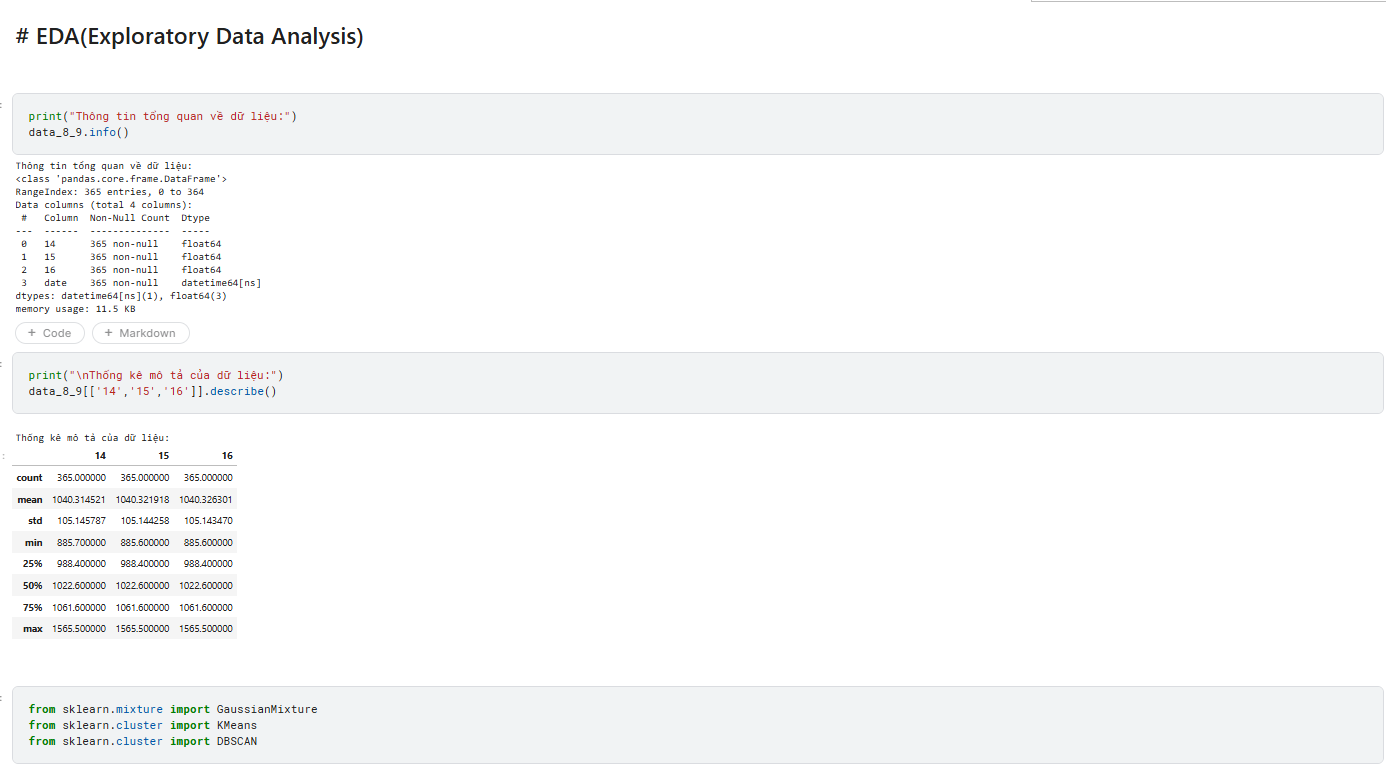 # EDA(Exploratory Data Analysis)
print("Thông tin tổng quan về dữ liệu:")
data_8_9.info()
Thông tin tổng quan về dữ liệu:
<class 'pandas.core.frame.DataFrame'>
RangeIndex: 365 entries, 0 to 364
Data columns (total 4 columns):
 #   Column  Non-Null Count  Dtype
---  ------  --------------  -----
 0   14      365 non-null    float64
 1   15      365 non-null    float64
 2   16      365 non-null    float64
 3   date    365 non-null    datetime64[ns]
dtypes: datetime64[ns](1), float64(3)
memory usage: 11.5 KB
+ Code + Markdown
print("\nThống kê mô tả của dữ liệu:")
data_8_9[['14','15','16']].describe()
Thống kê mô tả của dữ liệu:
14 15 16
count 365.000000 365.000000 365.000000
mean 1040.314521 1040.321918 1040.326301
std 105.145787 105.144258 105.143470
min 885.700000 885.600000 885.600000
25% 988.400000 988.400000 988.400000
50% 1022.600000 1022.600000 1022.600000
75% 1061.600000 1061.600000 1061.600000
max 1565.500000 1565.500000 1565.500000
from sklearn.mixture import GaussianMixture
from sklearn.cluster import KMeans
from sklearn.cluster import DBSCAN